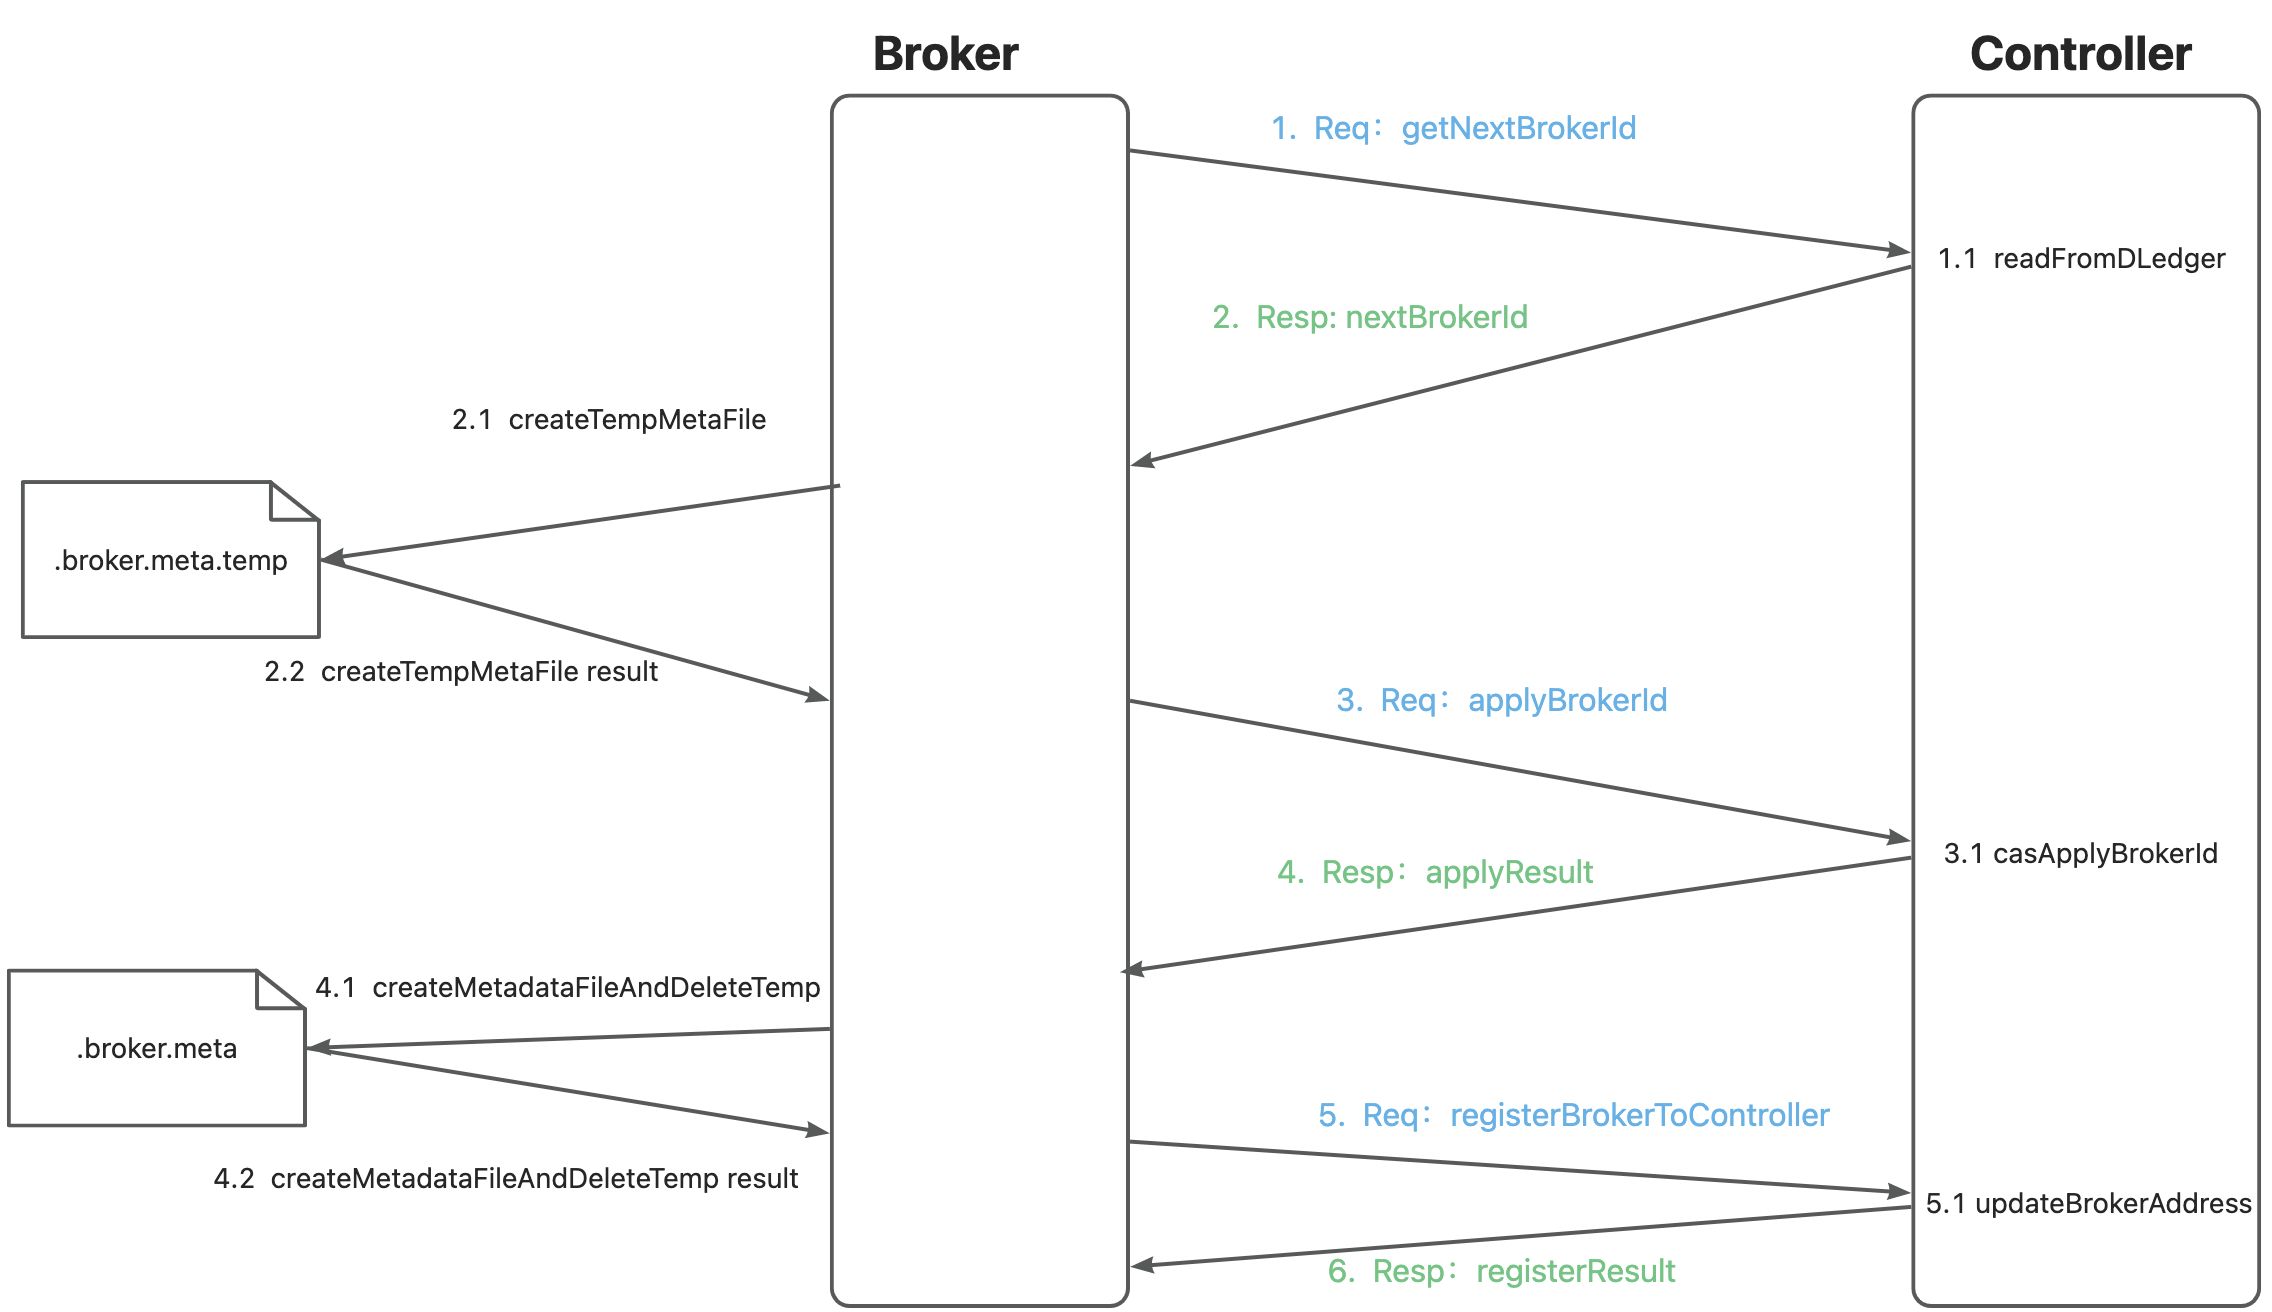 Broker
Controller
1. Req：getNextBrokerId
1.1 readFromDLedger
2. Resp: nextBrokerId
2.1 createTempMetaFile
.broker.meta.temp
2.2 createTempMetaFile result
3. Req：applyBrokerId
3.1 casApplyBrokerId
4. Resp：applyResult
4.1 createMetadataFileAndDeleteTemp
.broker.meta
4.2 createMetadataFileAndDeleteTemp result
5. Req：registerBrokerToController
5.1 updateBrokerAddress
6. Resp：registerResult